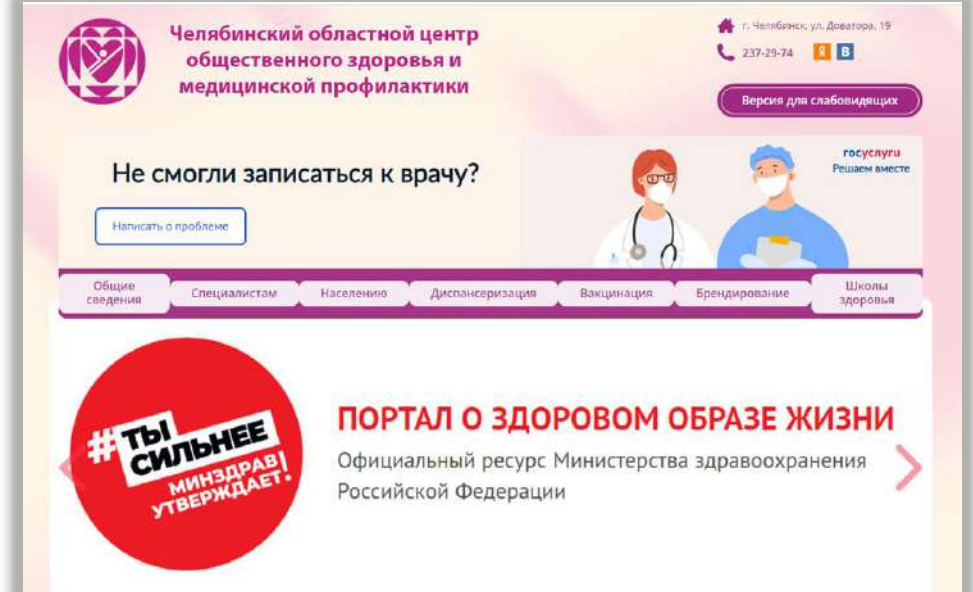 Челябинский областной центр
общественного здоровья и
медицинской профилактики
г. Челябинск, ул. Доватора, 19
237-29-74
В
Версия для слабовидящих
Не смогли записаться к врачу?
Написать о проблеме
госуслуги
Решаем вместе
Общие
сведения
Специалистам
Населению
Диспансеризация
Вакцинация
Брендирование
Школы
здоровья
#ТЫ
СИЛЬНЕЕ
МИНЗДРАВ
УТВЕРЖДАЕТ!
ПОРТАЛ О ЗДОРОВОМ ОБРАЗЕ ЖИЗНИ
Официальный ресурс Министерства здравоохранения
Российской Федерации